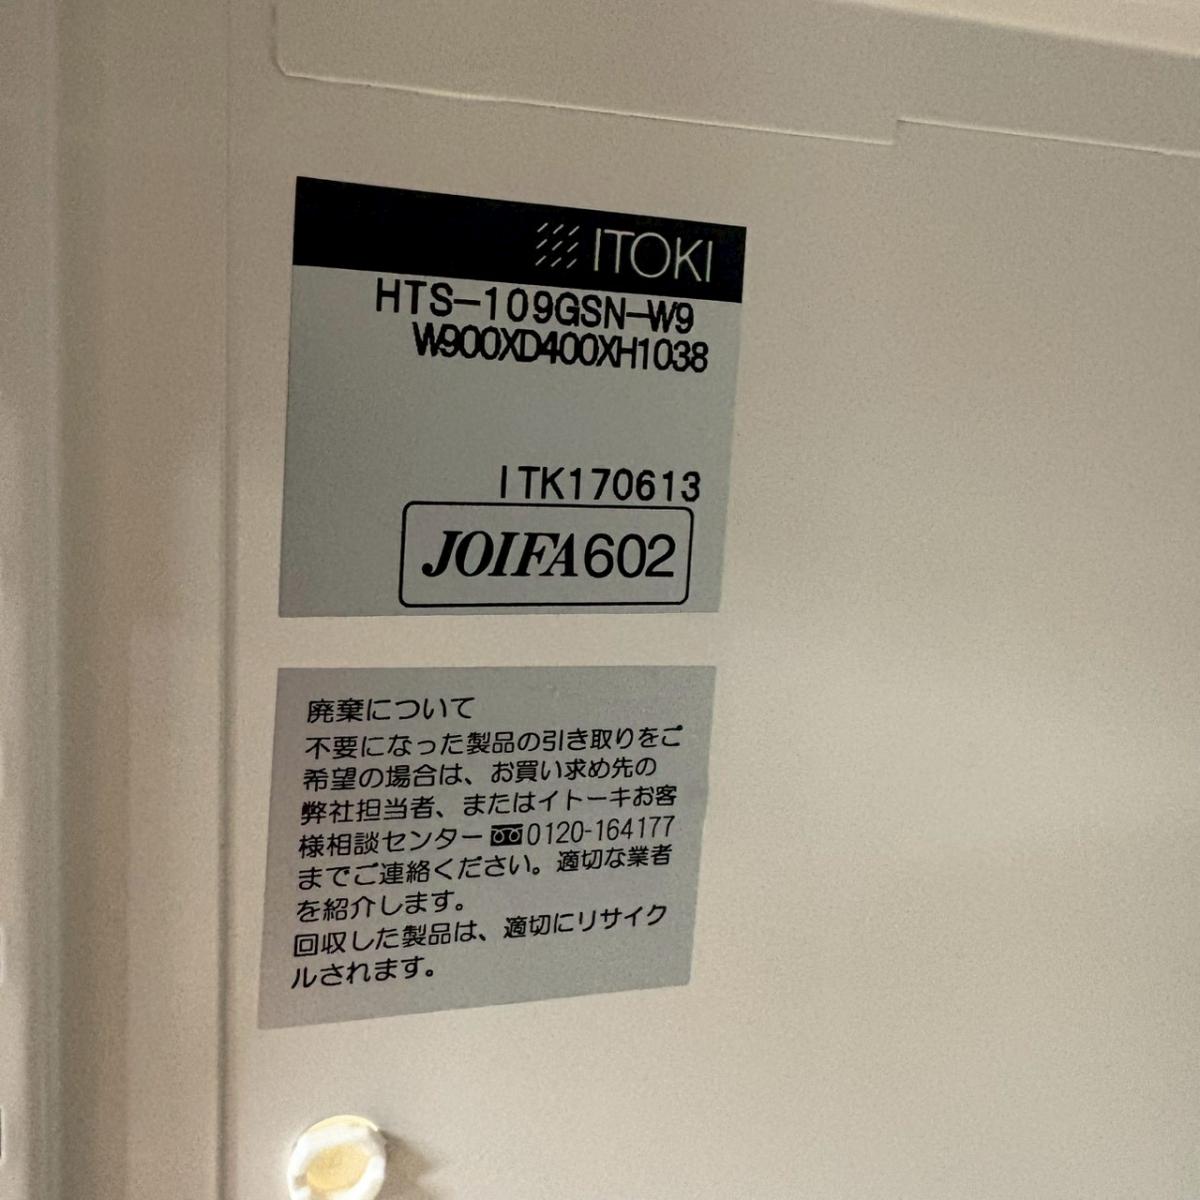 ITOKI
HTS-109GSN-W9
W900XD400XH1038
ITK170613
JOIFA602
廃棄について
不要になった製品の引き取りをご
希望の場合は、お買い求め先の
弊社担当者、またはイトーキお客
様相談センター 0120-164177
までご連絡ください。適切な業者
を紹介します。
回収した製品は、適切にリサイク
ルされます。